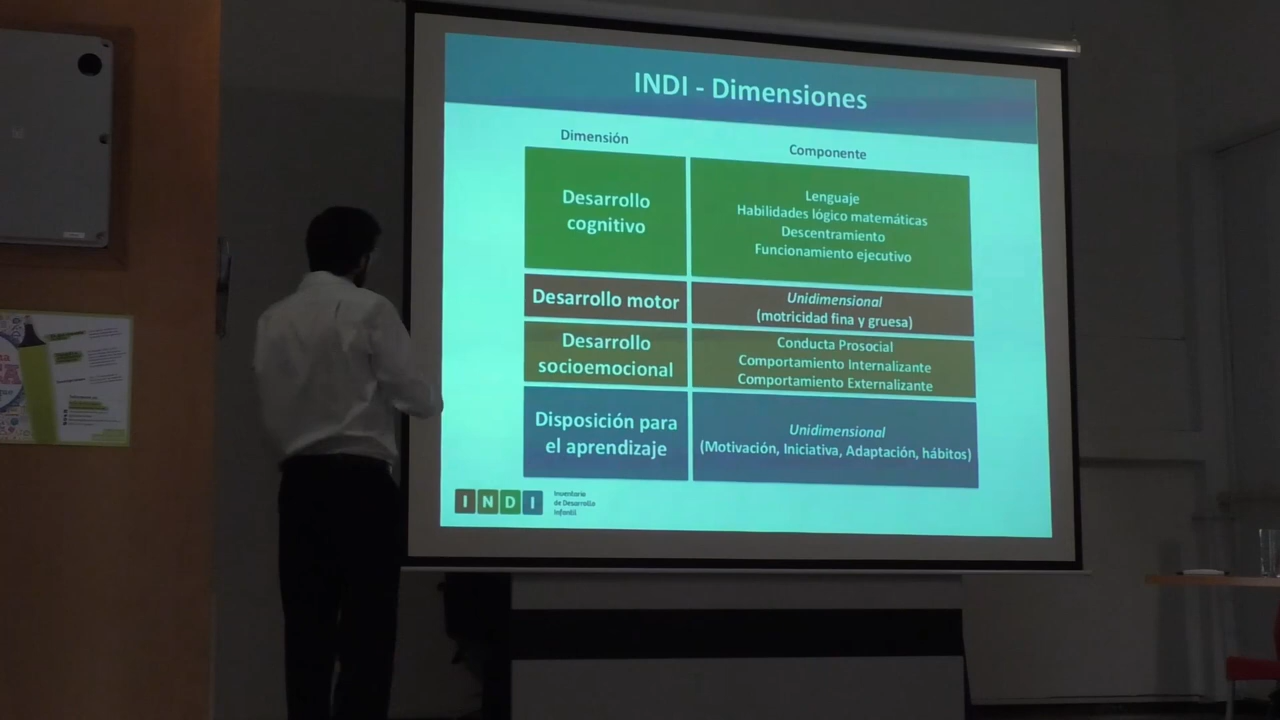 INDI - Dimensiones
Dimensión
Componente
Desarrollo
cognitivo
Lenguaje
Habilidades lógico matemáticas
Descentramiento
Funcionamiento ejecutivo
Desarrollo motor
Unidimensional
(motricidad fina y gruesa)
Desarrollo
socioemocional
Conducta Prosocial
Comportamiento Internalizante
Comportamiento Externalizante
Disposición para
el aprendizaje
Unidimensional
(Motivación, Iniciativa, Adaptación, hábitos)
INDI
Inventario
de Desarrollo
Infantil